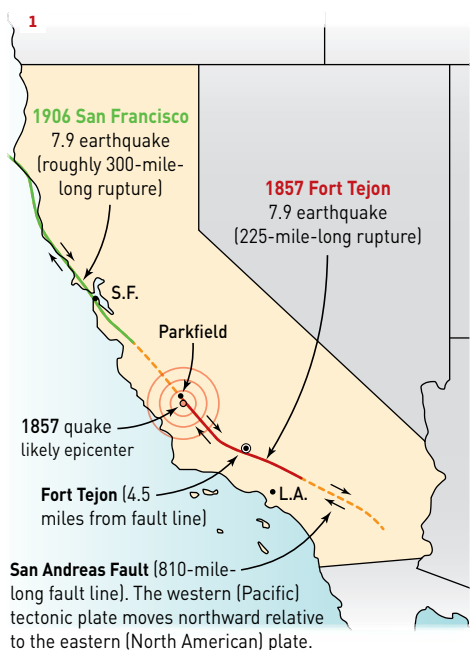 1
1906 San Francisco
7.9 earthquake
(roughly 300-mile-
long rupture)
1857 Fort Tejon
7.9 earthquake
(225-mile-long rupture)
S.F.
Parkfield
1857 quake
likely epicenter
Fort Tejon (4.5
miles from fault line)
L.A.
San Andreas Fault (810-mile-
long fault line). The western (Pacific)
tectonic plate moves northward relative
to the eastern (North American) plate.